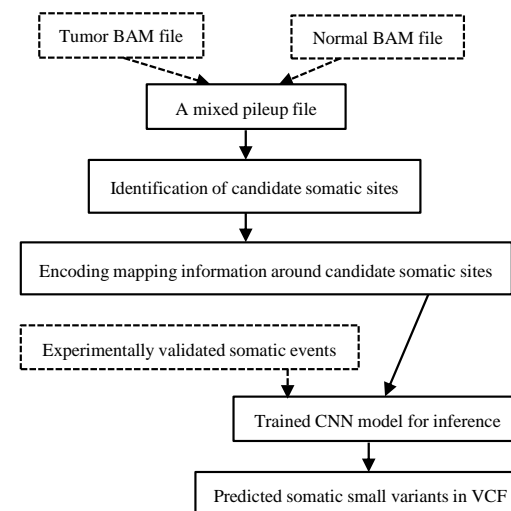 Tumor BAM file
Normal BAM file
A mixed pileup file
Identification of candidate somatic sites
Encoding mapping information around candidate somatic sites
Experimentally validated somatic events
Trained CNN model for inference
Predicted somatic small variants in VCF